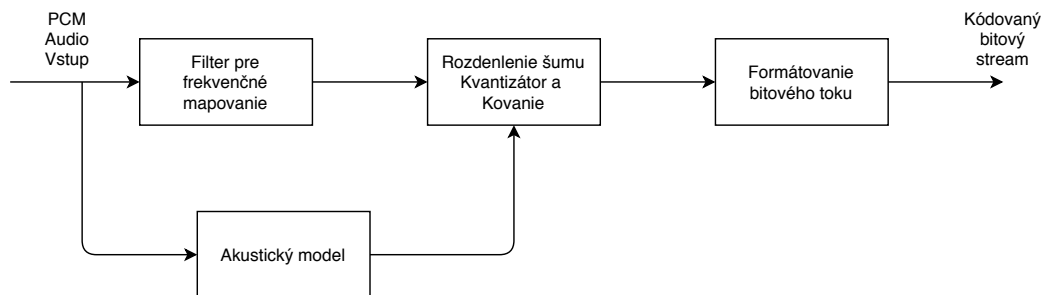 PCM
Audio
Vstup
Filter pre
frekvenčné
mapovanie
Rozdenlenie šumu
Kvantizátor a
Kovanie
Formátovanie
bitového toku
Kódovaný
bitový
stream
Akustický model